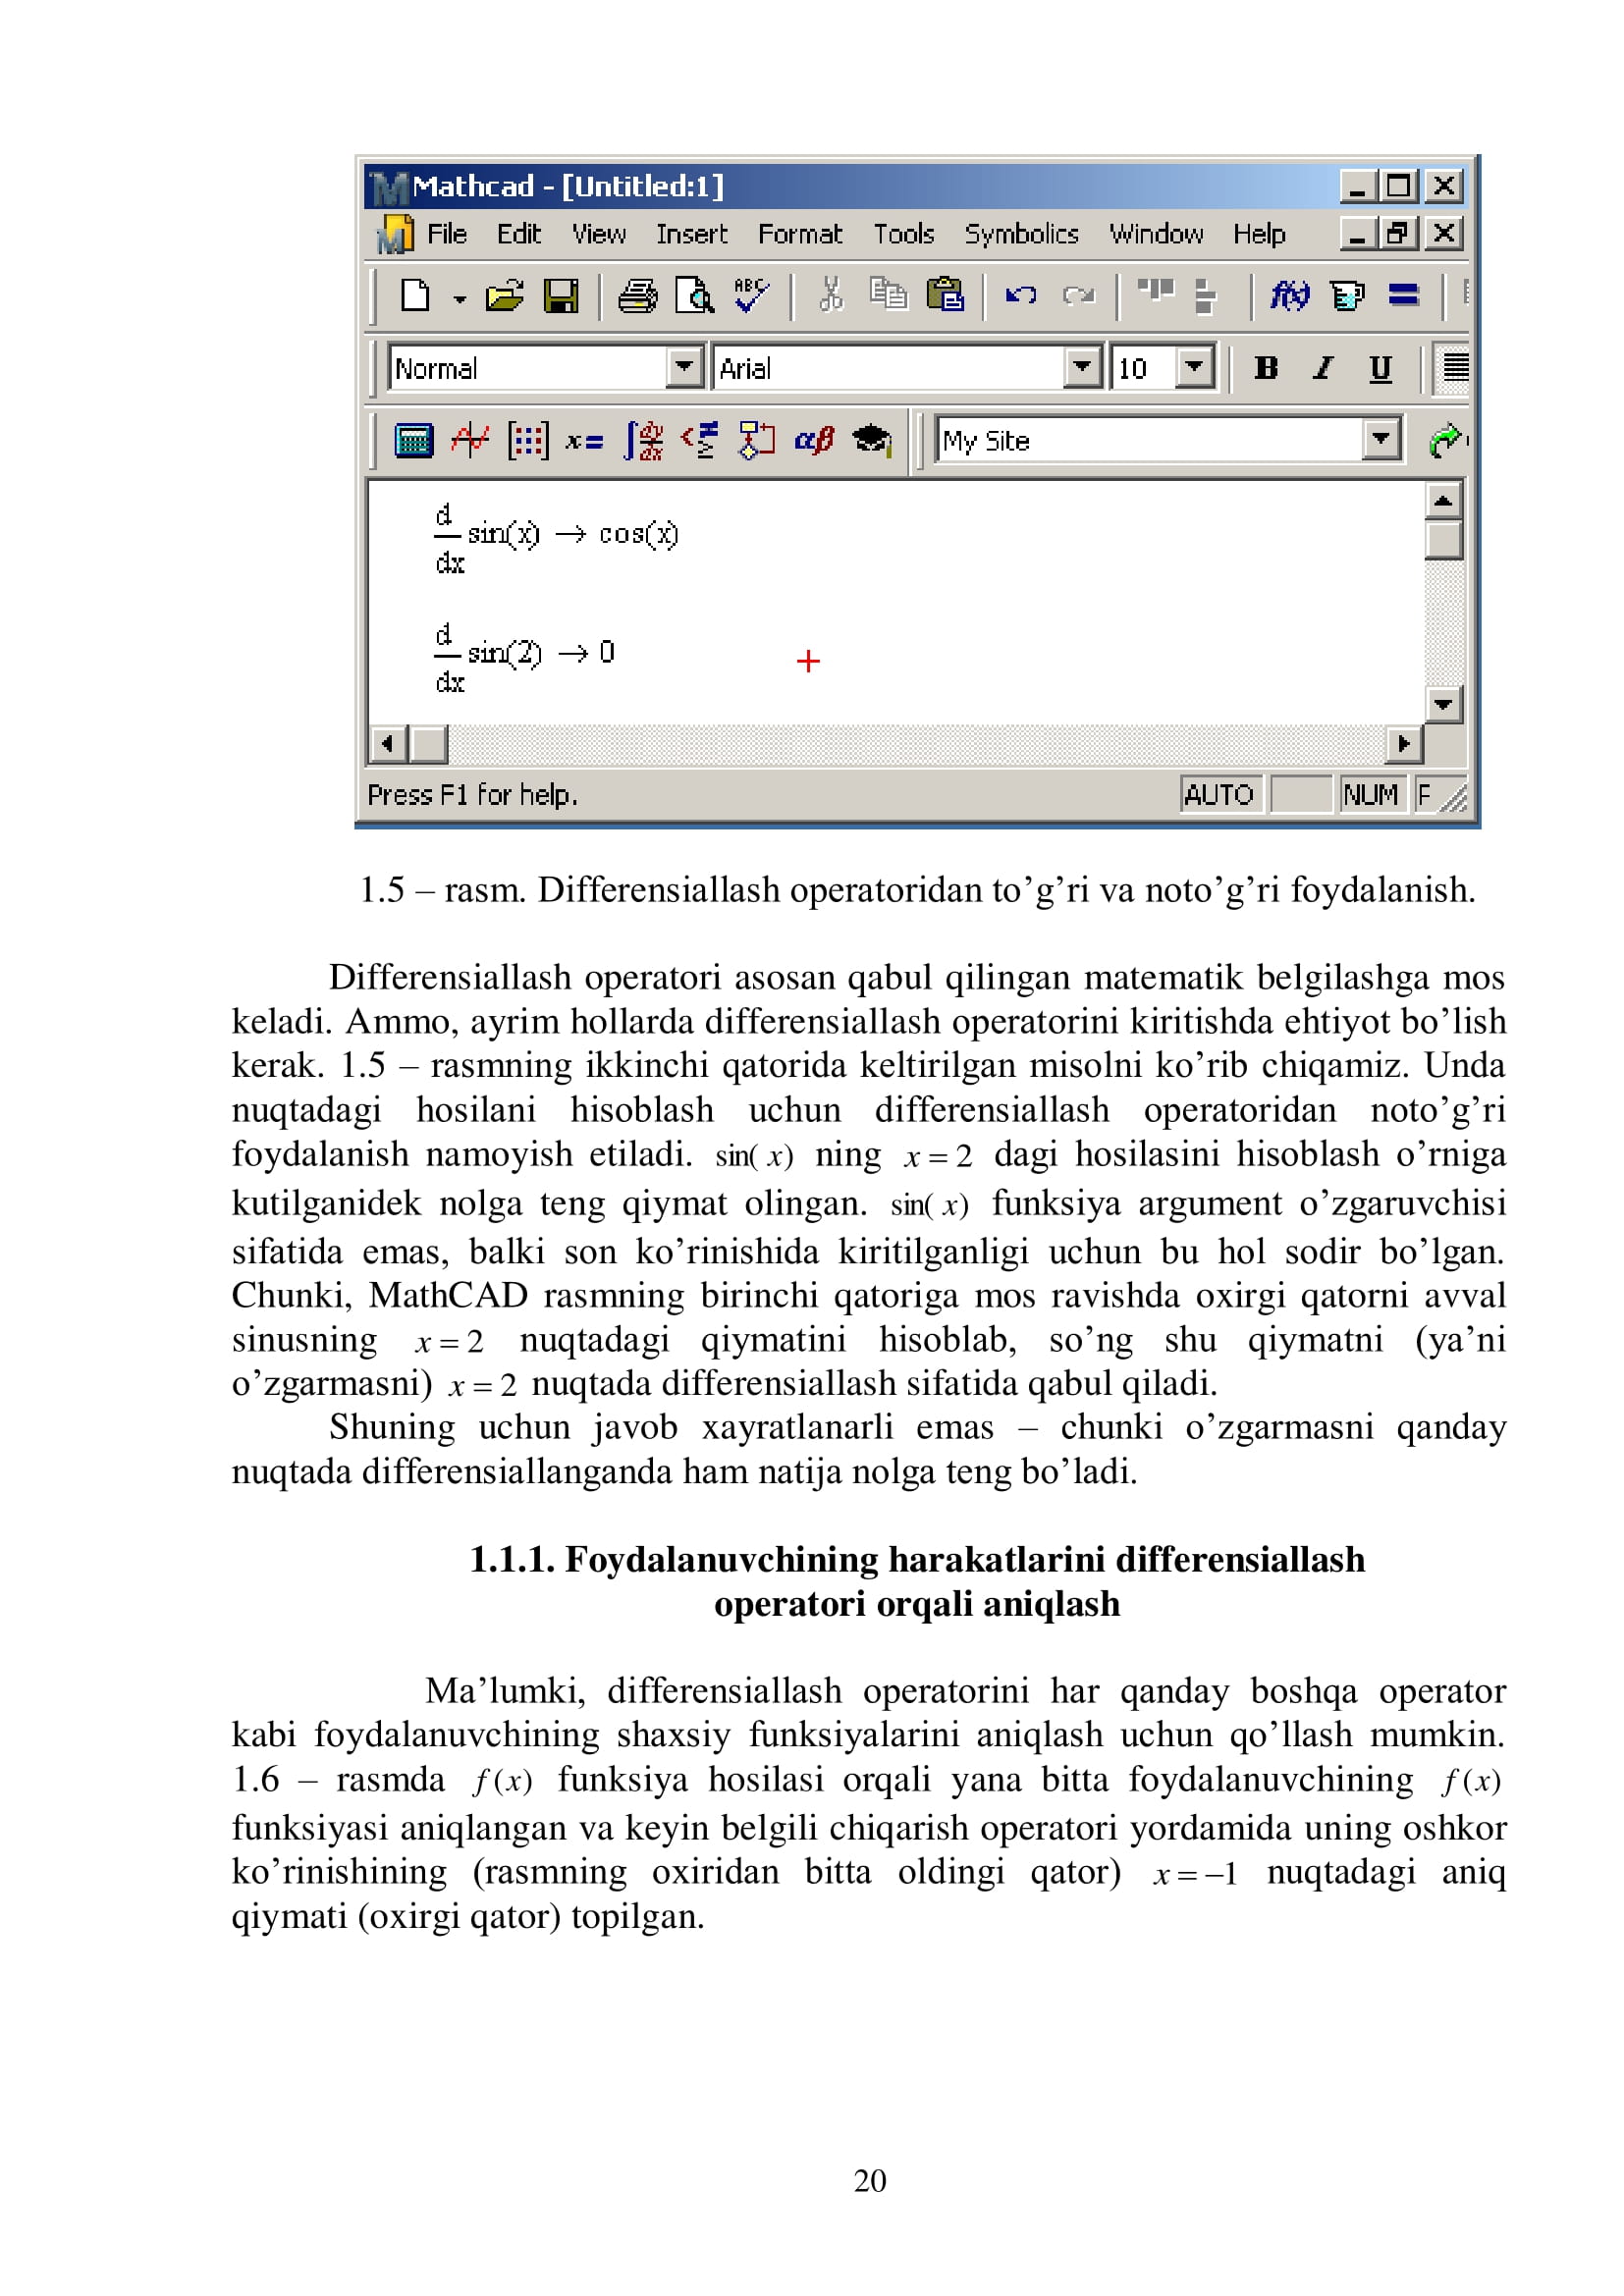 Mathcad - [Untitled:1]
File Edit View Insert Format Tools Symbolics Window Help
Normal Arial 10 B I U
x= αβ My Site
d
— sin(x) → cos(x)
dx
d
— sin(2) → 0
dx
Press F1 for help. AUTO NUM F
1.5 – rasm. Differensiallash operatoridan to’g’ri va noto’g’ri foydalanish.
Differensiallash operatori asosan qabul qilingan matematik belgilashga mos
keladi. Ammo, ayrim hollarda differensiallash operatorini kiritishda ehtiyot bo’lish
kerak. 1.5 – rasmning ikkinchi qatorida keltirilgan misolni ko’rib chiqamiz. Unda
nuqtadagi hosilani hisoblash uchun differensiallash operatoridan noto’g’ri
foydalanish namoyish etiladi. sin( x) ning x = 2 dagi hosilasini hisoblash o’rniga
kutilganidek nolga teng qiymat olingan. sin( x) funksiya argument o’zgaruvchisi
sifatida emas, balki son ko’rinishida kiritilganligi uchun bu hol sodir bo’lgan.
Chunki, MathCAD rasmning birinchi qatoriga mos ravishda oxirgi qatorni avval
sinusning x = 2 nuqtadagi qiymatini hisoblab, so’ng shu qiymatni (ya’ni
o’zgarmasni) x = 2 nuqtada differensiallash sifatida qabul qiladi.
Shuning uchun javob xayratlanarli emas – chunki o’zgarmasni qanday
nuqtada differensiallanganda ham natija nolga teng bo’ladi.
1.1.1. Foydalanuvchining harakatlarini differensiallash
operatori orqali aniqlash
Ma’lumki, differensiallash operatorini har qanday boshqa operator
kabi foydalanuvchining shaxsiy funksiyalarini aniqlash uchun qo’llash mumkin.
1.6 – rasmda f (x) funksiya hosilasi orqali yana bitta foydalanuvchining f (x)
funksiyasi aniqlangan va keyin belgili chiqarish operatori yordamida uning oshkor
ko’rinishining (rasmning oxiridan bitta oldingi qator) x = –1 nuqtadagi aniq
qiymati (oxirgi qator) topilgan.
20